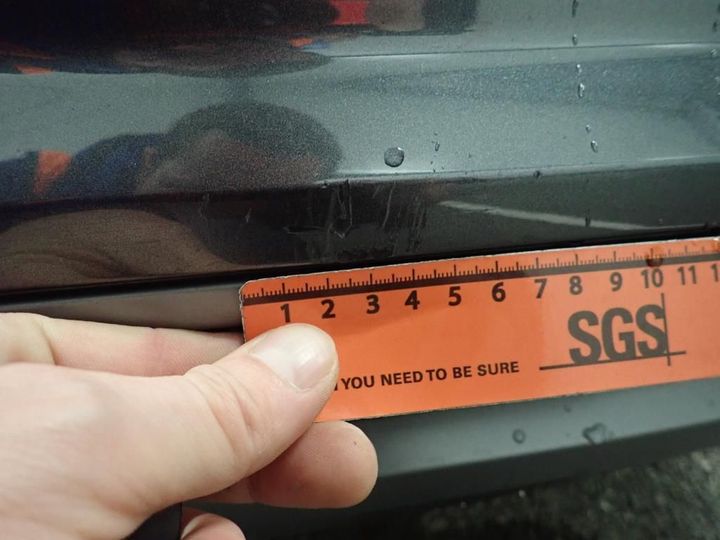 1 2 3 4 5 6 7 8 9 10 11
SGS
YOU NEED TO BE SURE